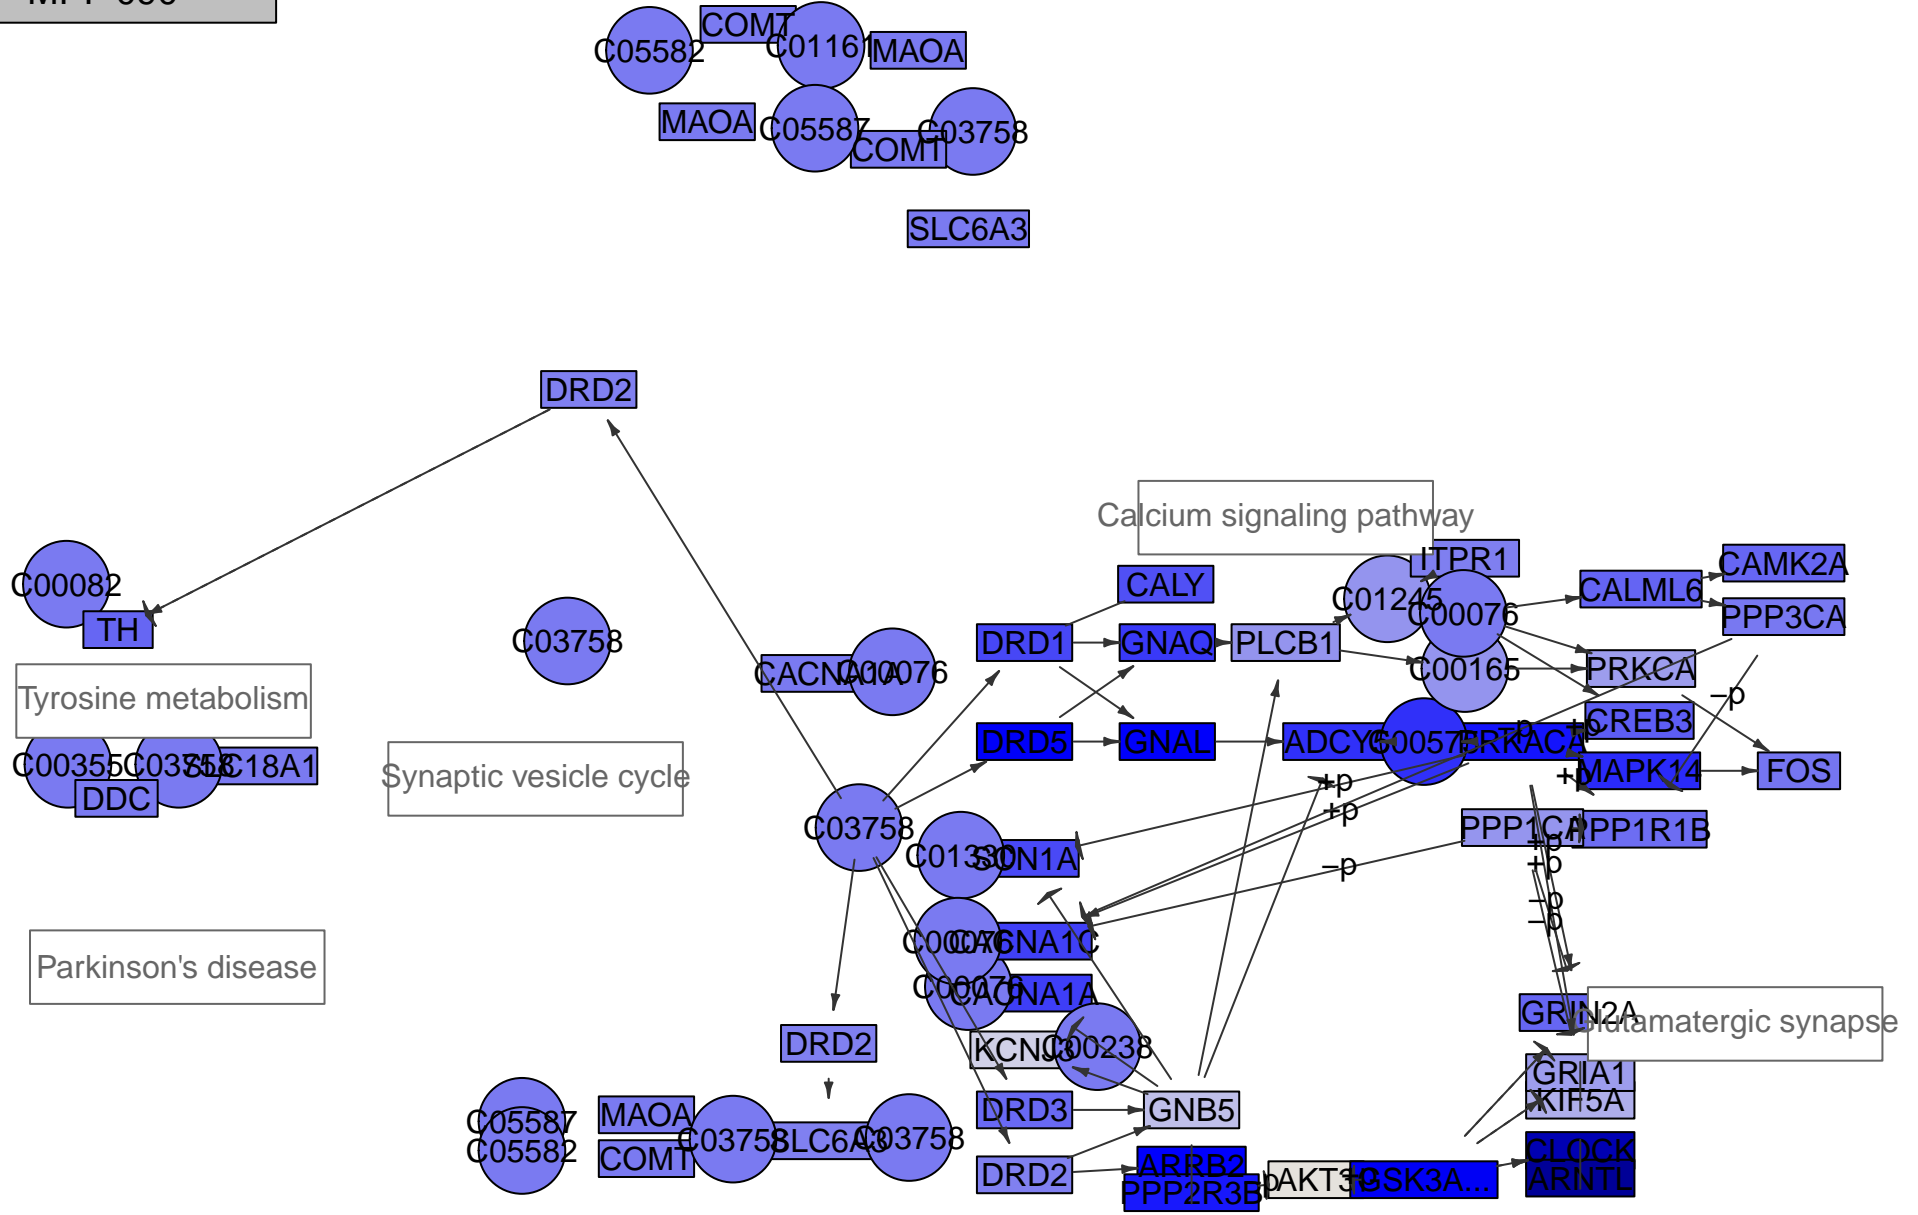 C05582
COMT
C01161
MAOA
MAOA
C05587
COMT
C03758
SLC6A3
DRD2
Calcium signaling pathway
ITPR1
CAMK2A
C00082
TH
CALY
C01245
C00076
CALML6
PPP3CA
C03758
CACNA1A
C00076
DRD1
GNAQ
PLCB1
C00165
PRKCA
Tyrosine metabolism
–p
CREB3
DRD5
GNAL
ADCY5
C00575
PRKACA
–p
+p
C00355
C03758
SLC18A1
DDC
Synaptic vesicle cycle
+p
+p
MAPK14
FOS
+p
C03758
PPP1CA
PPP1R1B
C01330
SCN1A
–p
+p
+p
–p
–p
C00076
CACNA1C
Parkinson's disease
C00076
CACNA1A
GRIN2A
Glutamatergic synapse
DRD2
KCNJ3
C00238
GRIA1
KIF5A
C05587
C05582
MAOA
COMT
C03758
SLC6A3
C03758
DRD3
GNB5
DRD2
ARRB2
PPP2R3B
AKT3
GSK3A...
CLOCK
ARNTL